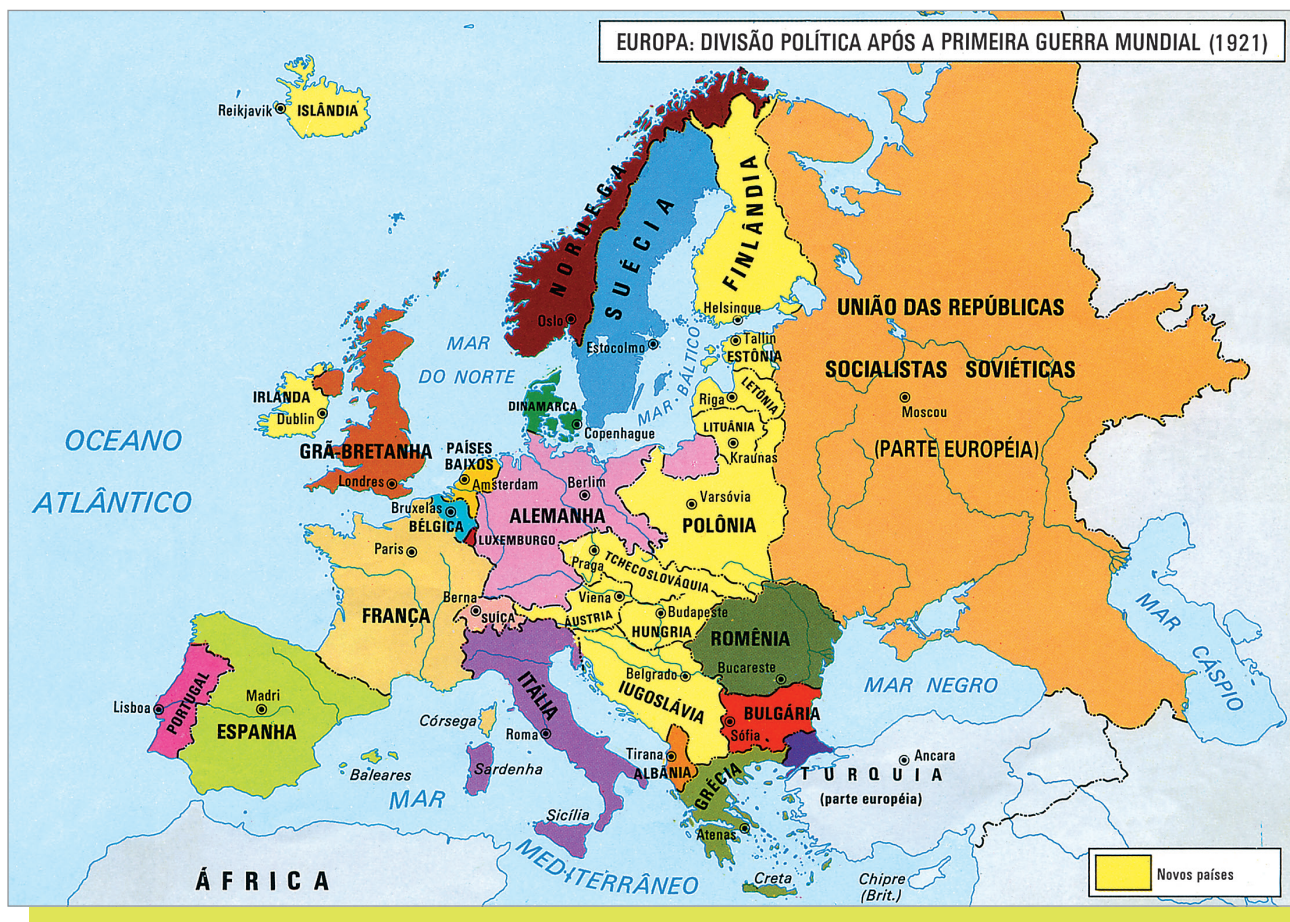 EUROPA: DIVISÃO POLÍTICA APÓS A PRIMEIRA GUERRA MUNDIAL (1921)
Reikjavik
ISLÂNDIA
NORUEGA
SUÉCIA
FINLÂNDIA
Helsinque
Oslo
Estocolmo
UNIÃO DAS REPÚBLICAS
SOCIALISTAS SOVIÉTICAS
Moscou
(PARTE EUROPÉIA)
MAR
DO NORTE
MAR BÁLTICO
Tallin
ESTÔNIA
Riga
LETÔNIA
LITUÂNIA
Kraunas
IRLANDA
Dublin
DINAMARCA
Copenhague
OCEANO
ATLÂNTICO
GRÃ-BRETANHA
Londres
PAÍSES
BAIXOS
Amsterdam
Berlim
ALEMANHA
Varsóvia
POLÔNIA
Bruxelas
BÉLGICA
LUXEMBURGO
Paris
Praga
TCHECOSLOVÁQUIA
Berna
SUÍÇA
Viena
ÁUSTRIA
Budapeste
HUNGRIA
FRANÇA
ROMÊNIA
Bucareste
Belgrado
IUGOSLÁVIA
MAR NEGRO
MAR CÁSPIO
Lisboa
PORTUGAL
Madri
ESPANHA
ITÁLIA
Córsega
Roma
BULGÁRIA
Sófia
Tirana
ALBÂNIA
GRÉCIA
Atenas
Ancara
TURQUIA
(parte européia)
Baleares
Sardenha
Sicília
MAR
MEDITERRÂNEO
Creta
Chipre
(Brit.)
ÁFRICA
Novos países